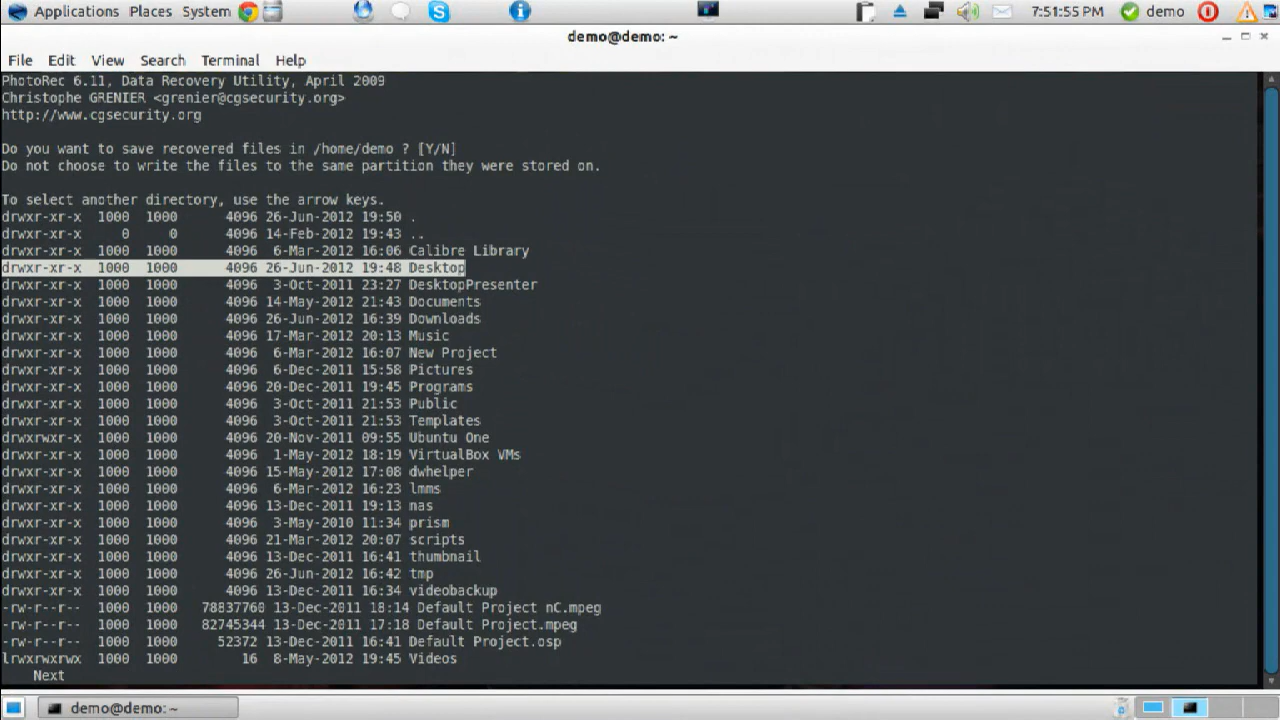 Applications Places System 7:51:55 PM demo
demo@demo: ~
File Edit View Search Terminal Help
PhotoRec 6.11, Data Recovery Utility, April 2009
Christophe GRENIER <grenier@cgsecurity.org>
http://www.cgsecurity.org
Do you want to save recovered files in /home/demo ? [Y/N]
Do not choose to write the files to the same partition they were stored on.
To select another directory, use the arrow keys.
drwxr-xr-x 1000 1000 4096 26-Jun-2012 19:50 .
drwxr-xr-x 0 0 4096 14-Feb-2012 19:43 ..
drwxr-xr-x 1000 1000 4096 6-Mar-2012 16:06 Calibre Library
drwxr-xr-x 1000 1000 4096 26-Jun-2012 19:48 Desktop
drwxr-xr-x 1000 1000 4096 3-Oct-2011 23:27 DesktopPresenter
drwxr-xr-x 1000 1000 4096 14-May-2012 21:43 Documents
drwxr-xr-x 1000 1000 4096 26-Jun-2012 16:39 Downloads
drwxr-xr-x 1000 1000 4096 17-Mar-2012 20:13 Music
drwxr-xr-x 1000 1000 4096 6-Mar-2012 16:07 New Project
drwxr-xr-x 1000 1000 4096 6-Dec-2011 15:58 Pictures
drwxr-xr-x 1000 1000 4096 20-Dec-2011 19:45 Programs
drwxr-xr-x 1000 1000 4096 3-Oct-2011 21:53 Public
drwxr-xr-x 1000 1000 4096 3-Oct-2011 21:53 Templates
drwxrwxr-x 1000 1000 4096 20-Nov-2011 09:55 Ubuntu One
drwxr-xr-x 1000 1000 4096 1-May-2012 18:19 VirtualBox VMs
drwxr-xr-x 1000 1000 4096 15-May-2012 17:08 dwhelper
drwxr-xr-x 1000 1000 4096 6-Mar-2012 16:23 lmms
drwxr-xr-x 1000 1000 4096 13-Dec-2011 19:13 nas
drwxr-xr-x 1000 1000 4096 3-May-2010 11:34 prism
drwxr-xr-x 1000 1000 4096 21-Mar-2012 20:07 scripts
drwxr-xr-x 1000 1000 4096 13-Dec-2011 16:41 thumbnail
drwxr-xr-x 1000 1000 4096 26-Jun-2012 16:42 tmp
drwxr-xr-x 1000 1000 4096 13-Dec-2011 16:34 videobackup
-rw-r--r-- 1000 1000 78837760 13-Dec-2011 18:14 Default Project nC.mpeg
-rw-r--r-- 1000 1000 82745344 13-Dec-2011 17:18 Default Project.mpeg
-rw-r--r-- 1000 1000 52372 13-Dec-2011 16:41 Default Project.osp
lrwxrwxrwx 1000 1000 16 8-May-2012 19:45 Videos
Next
demo@demo: ~